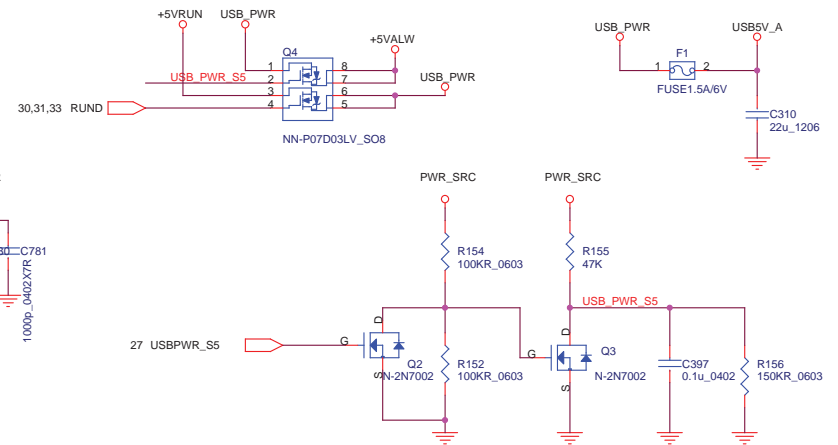 +5VRUN USB_PWR
+5VALW
Q4
1 8
USB_PWR_S5 2 7
3 6
30,31,33 RUND 4 5
USB_PWR
NN-P07D03LV_SO8
USB_PWR USB5V_A
F1
1 2
FUSE1.5A/6V
C310
22u_1206
C781
1000p_0402X7R
PWR_SRC PWR_SRC
R154
100KR_0603
R155
47K
USB_PWR_S5
27 USBPWR_S5
G D S
Q2
N-2N7002
R152
100KR_0603
G D S
Q3
N-2N7002
C397
0.1u_0402
R156
150KR_0603